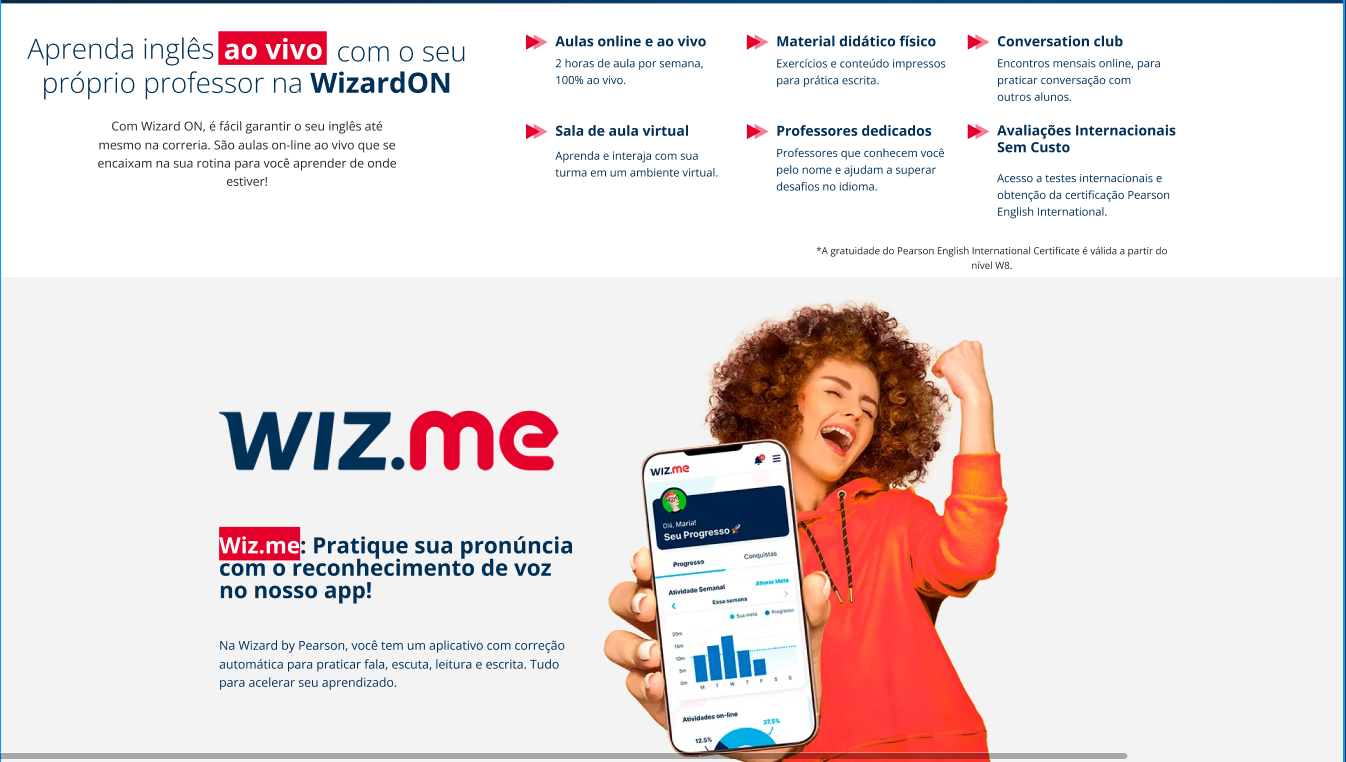 Aprenda inglês ao vivo com o seu
próprio professor na WizardON
Com Wizard ON, é fácil garantir o seu inglês até
mesmo na correria. São aulas on-line ao vivo que se
encaixam na sua rotina para você aprender de onde
estiver!
Aulas online e ao vivo
2 horas de aula por semana,
100% ao vivo.
Material didático físico
Exercícios e conteúdo impressos
para prática escrita.
Conversation club
Encontros mensais online, para
praticar conversação com
outros alunos.
Sala de aula virtual
Aprenda e interaja com sua
turma em um ambiente virtual.
Professores dedicados
Professores que conhecem você
pelo nome e ajudam a superar
desafios no idioma.
Avaliações Internacionais
Sem Custo
Acesso a testes internacionais e
obtenção da certificação Pearson
English International.
*A gratuidade do Pearson English International Certificate é válida a partir do
nível W8.
WIZ.me
Wiz.me: Pratique sua pronúncia
com o reconhecimento de voz
no nosso app!
Na Wizard by Pearson, você tem um aplicativo com correção
automática para praticar fala, escuta, leitura e escrita. Tudo
para acelerar seu aprendizado.
WIZ.me
Olá, Maria!
Seu Progresso 🚀
Progresso Conquistas
Atividade Semanal Alterar Meta
Essa semana
Sua meta Progresso
20m
15m
10m
5m
0m
M T W T F S S
Atividades on-line
12.5% 37.5%